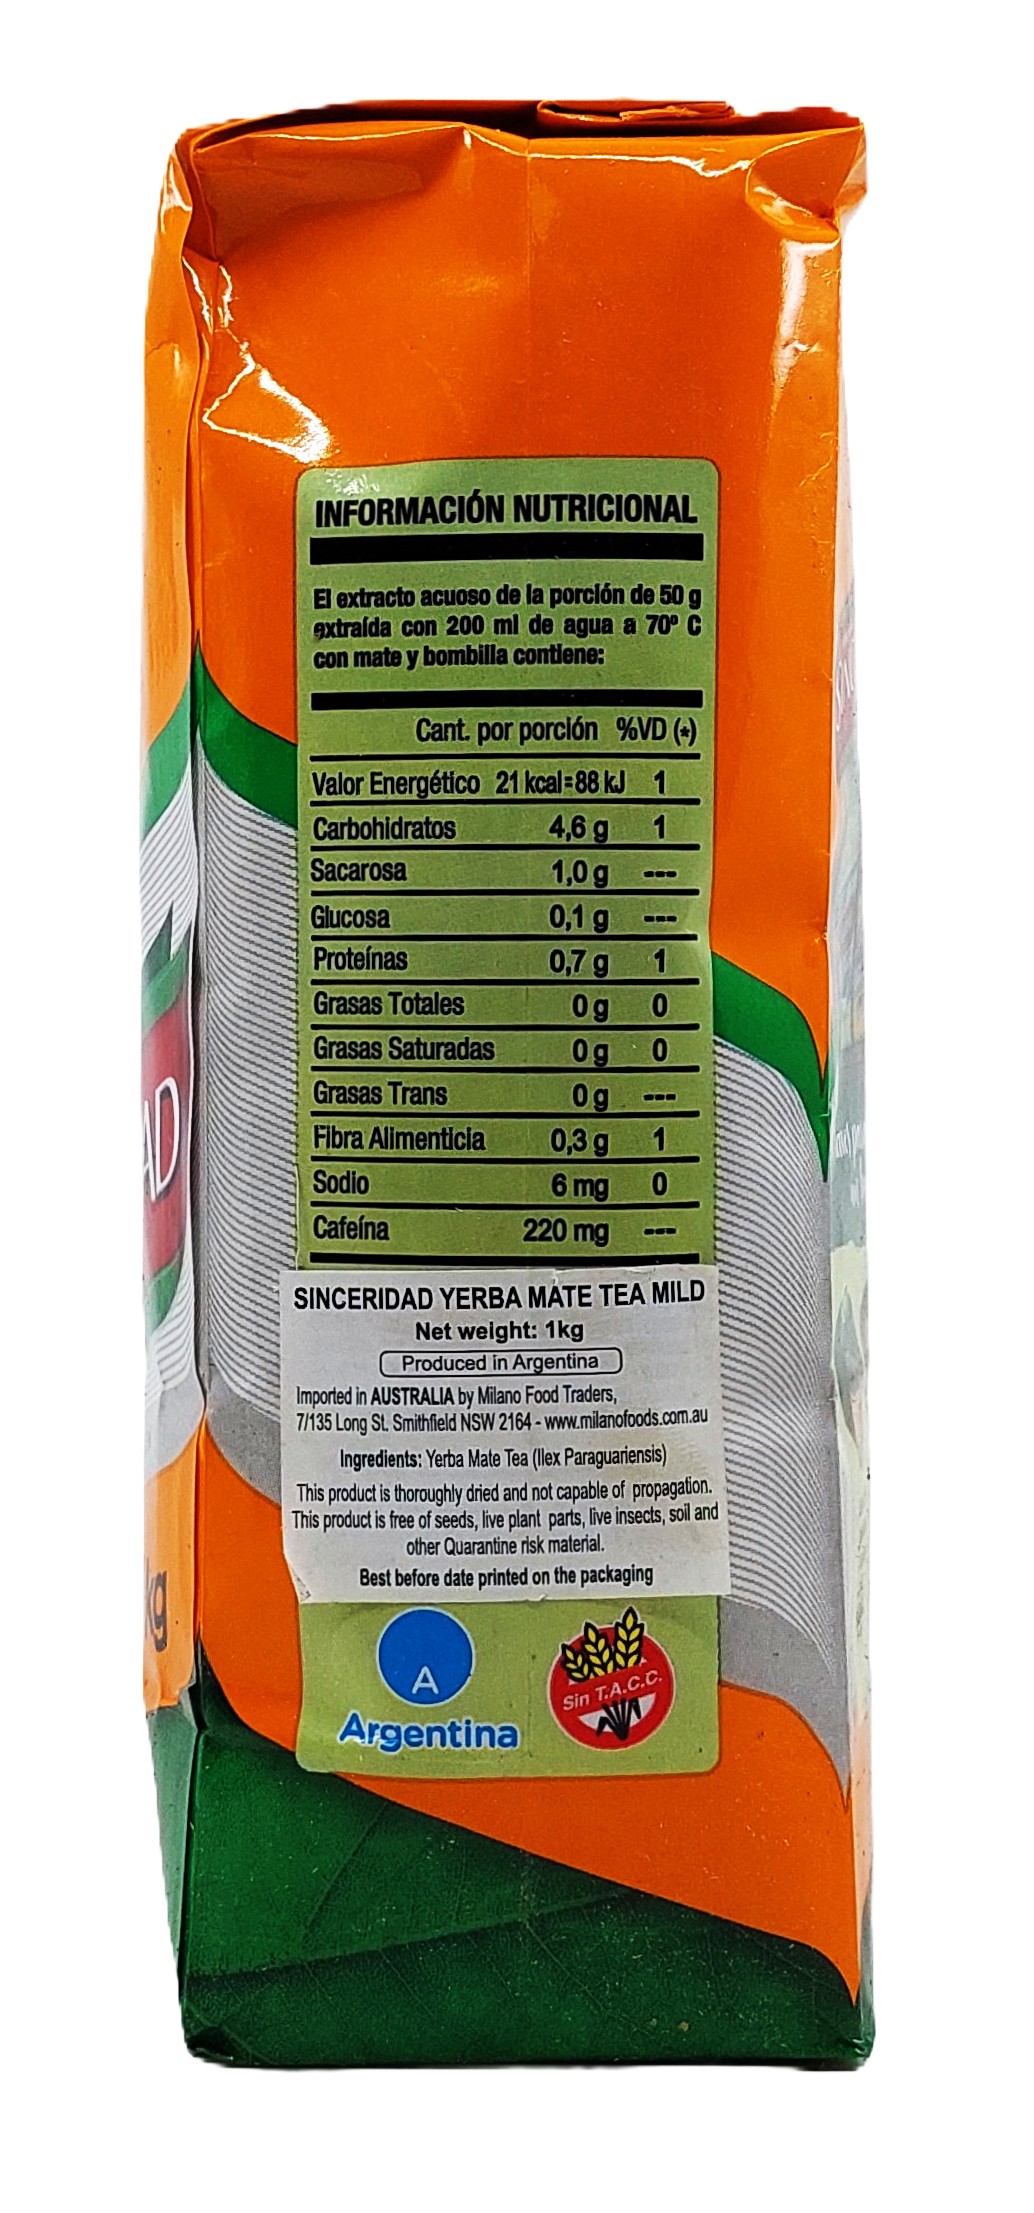 INFORMACIÓN NUTRICIONAL
El extracto acuoso de la porción de 50 g
extraída con 200 ml de agua a 70º C
con mate y bombilla contiene:
Cant. por porción %VD (*)
Valor Energético 21 kcal=88 kJ 1
Carbohidratos 4,6 g 1
Sacarosa 1,0 g ---
Glucosa 0,1 g ---
Proteínas 0,7 g 1
Grasas Totales 0 g 0
Grasas Saturadas 0 g 0
Grasas Trans 0 g ---
Fibra Alimenticia 0,3 g 1
Sodio 6 mg 0
Cafeína 220 mg ---
SINCERIDAD YERBA MATE TEA MILD
Net weight: 1kg
Produced in Argentina
Imported in AUSTRALIA by Milano Food Traders,
7/135 Long St. Smithfield NSW 2164 - www.milanofoods.com.au
Ingredients: Yerba Mate Tea (Ilex Paraguariensis)
This product is thoroughly dried and not capable of propagation.
This product is free of seeds, live plant parts, live insects, soil and
other Quarantine risk material.
Best before date printed on the packaging
A
Argentina
Sin T.A.C.C.
AD
kg